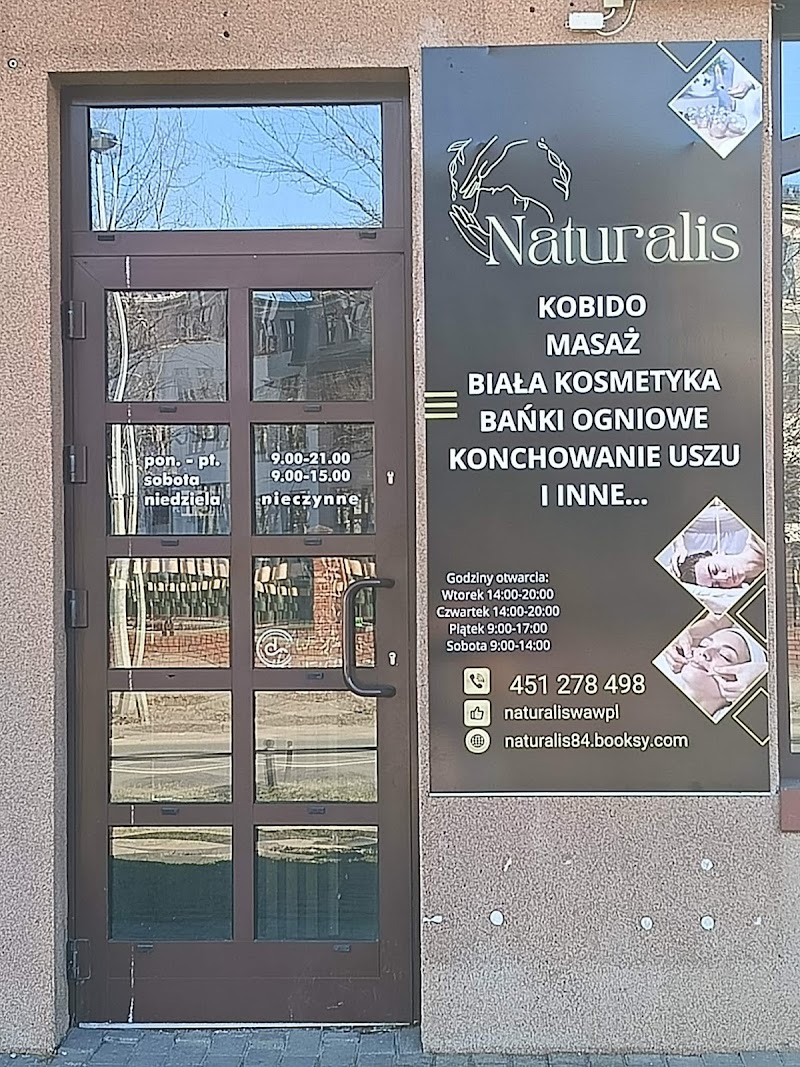 pon. - pt. 9.00-21.00
sobota 9.00-15.00
niedziela nieczynne
Naturalis
KOBIDO
MASAŻ
BIAŁA KOSMETYKA
BAŃKI OGNIOWE
KONCHOWANIE USZU
I INNE...
Godziny otwarcia:
Wtorek 14:00-20:00
Czwartek 14:00-20:00
Piątek 9:00-17:00
Sobota 9:00-14:00
451 278 498
naturaliswawpl
naturalis84.booksy.com